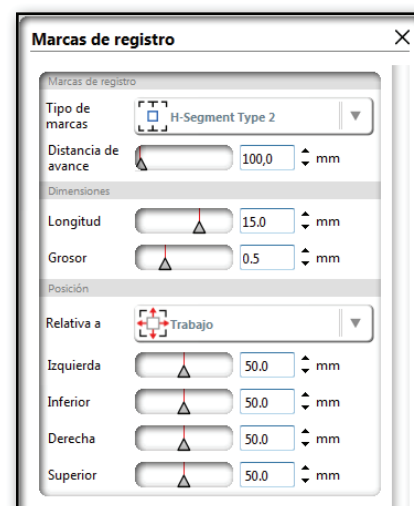 Marcas de registro
Marcas de registro
Tipo de marcas H-Segment Type 2
Distancia de avance 100,0 mm
Dimensiones
Longitud 15.0 mm
Grosor 0.5 mm
Posición
Relativa a Trabajo
Izquierda 50.0 mm
Inferior 50.0 mm
Derecha 50.0 mm
Superior 50.0 mm